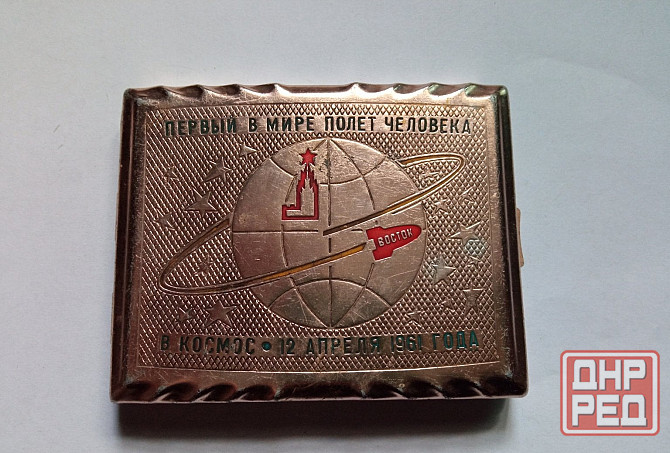 ПЕРВЫЙ В МИРЕ ПОЛЕТ ЧЕЛОВЕКА
ВОСТОК
В КОСМОС • 12 АПРЕЛЯ 1961 ГОДА
ДНР
РЕД